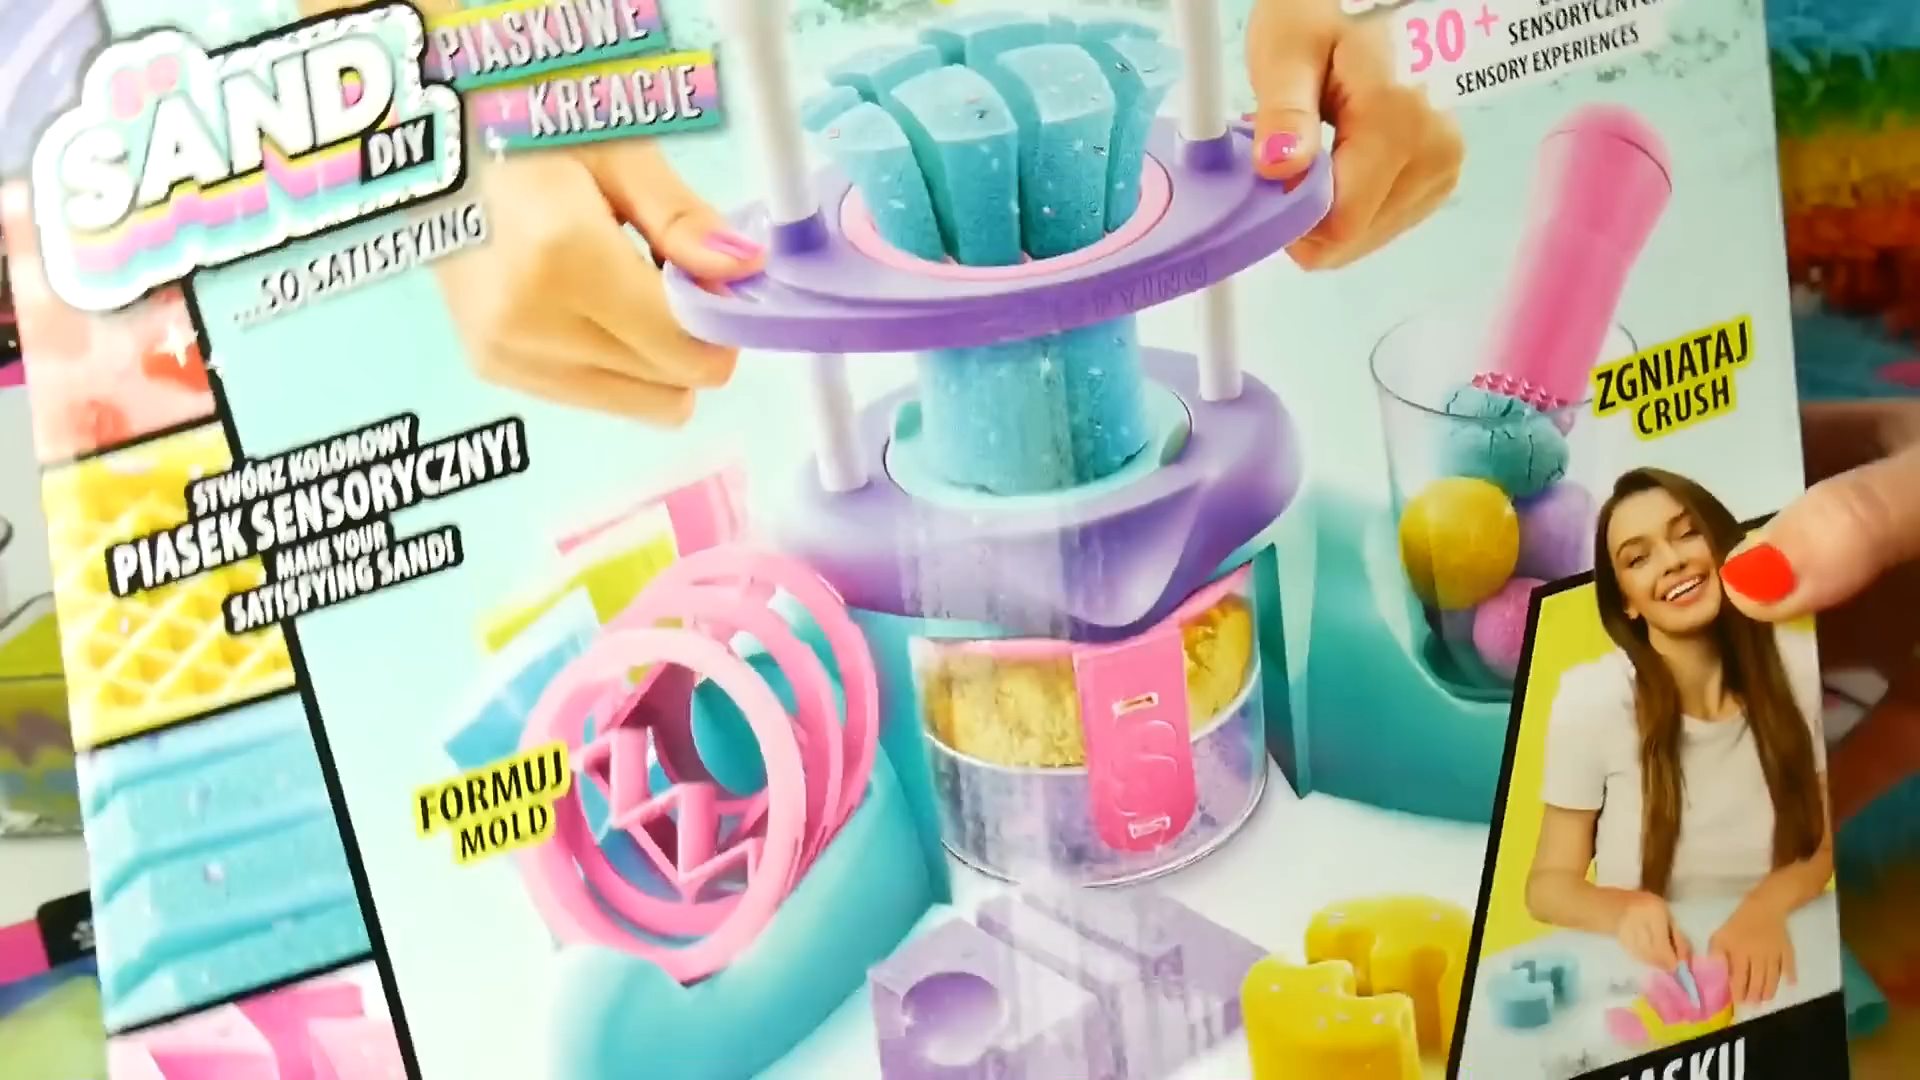 SO SAND DIY
...SO SATISFYING
PIASKOWE
KREACJE
30+
SENSORYCZNYCH
SENSORY EXPERIENCES
STWÓRZ KOLOROWY
PIASEK SENSORYCZNY!
MAKE YOUR
SATISFYING SAND!
ZGNIATAJ
CRUSH
FORMUJ
MOLD